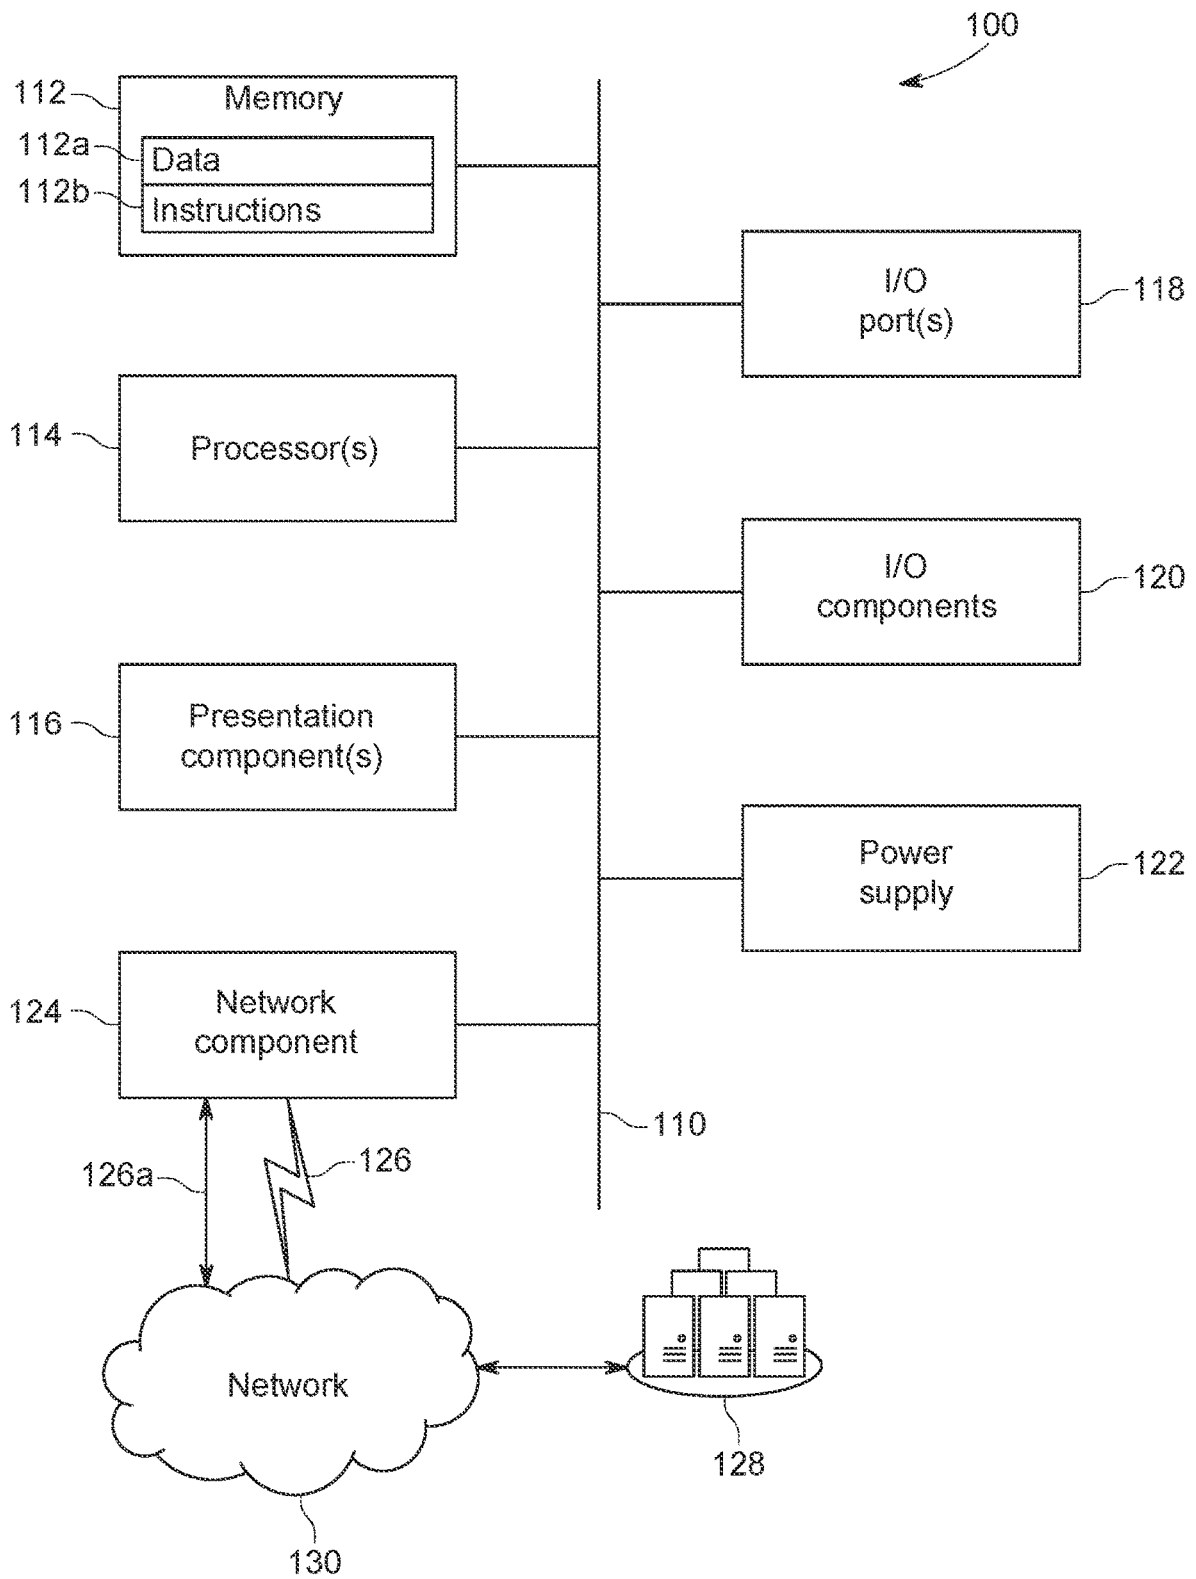 100
112
Memory
112a
Data
112b
Instructions
I/O
port(s)
118
114
Processor(s)
I/O
components
120
116
Presentation
component(s)
Power
supply
122
124
Network
component
110
126a
126
Network
128
130